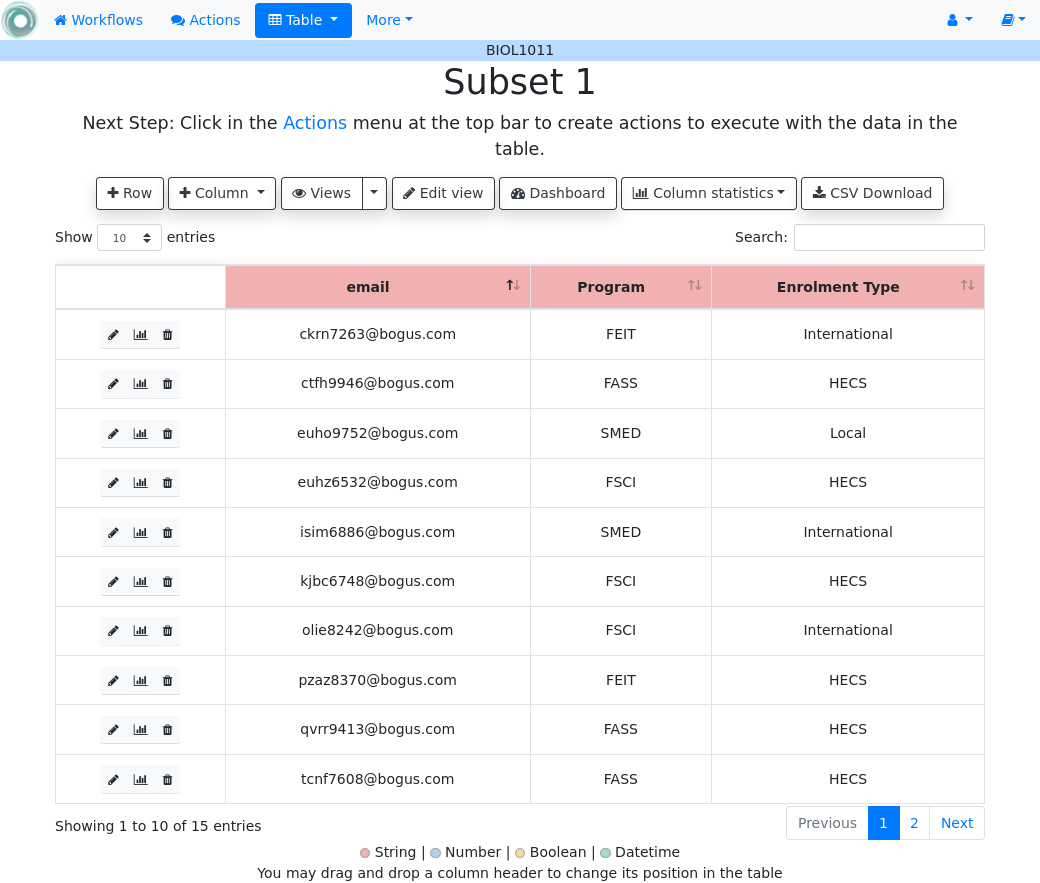 Workflows Actions Table More
BIOL1011
Subset 1
Next Step: Click in the Actions menu at the top bar to create actions to execute with the data in the
table.
Row Column Views Edit view Dashboard Column statistics CSV Download
Show 10 entries Search:
email Program Enrolment Type
ckrn7263@bogus.com FEIT International
ctfh9946@bogus.com FASS HECS
euho9752@bogus.com SMED Local
euhz6532@bogus.com FSCI HECS
isim6886@bogus.com SMED International
kjbc6748@bogus.com FSCI HECS
olie8242@bogus.com FSCI International
pzaz8370@bogus.com FEIT HECS
qvrr9413@bogus.com FASS HECS
tcnf7608@bogus.com FASS HECS
Showing 1 to 10 of 15 entries Previous 1 2 Next
String | Number | Boolean | Datetime
You may drag and drop a column header to change its position in the table